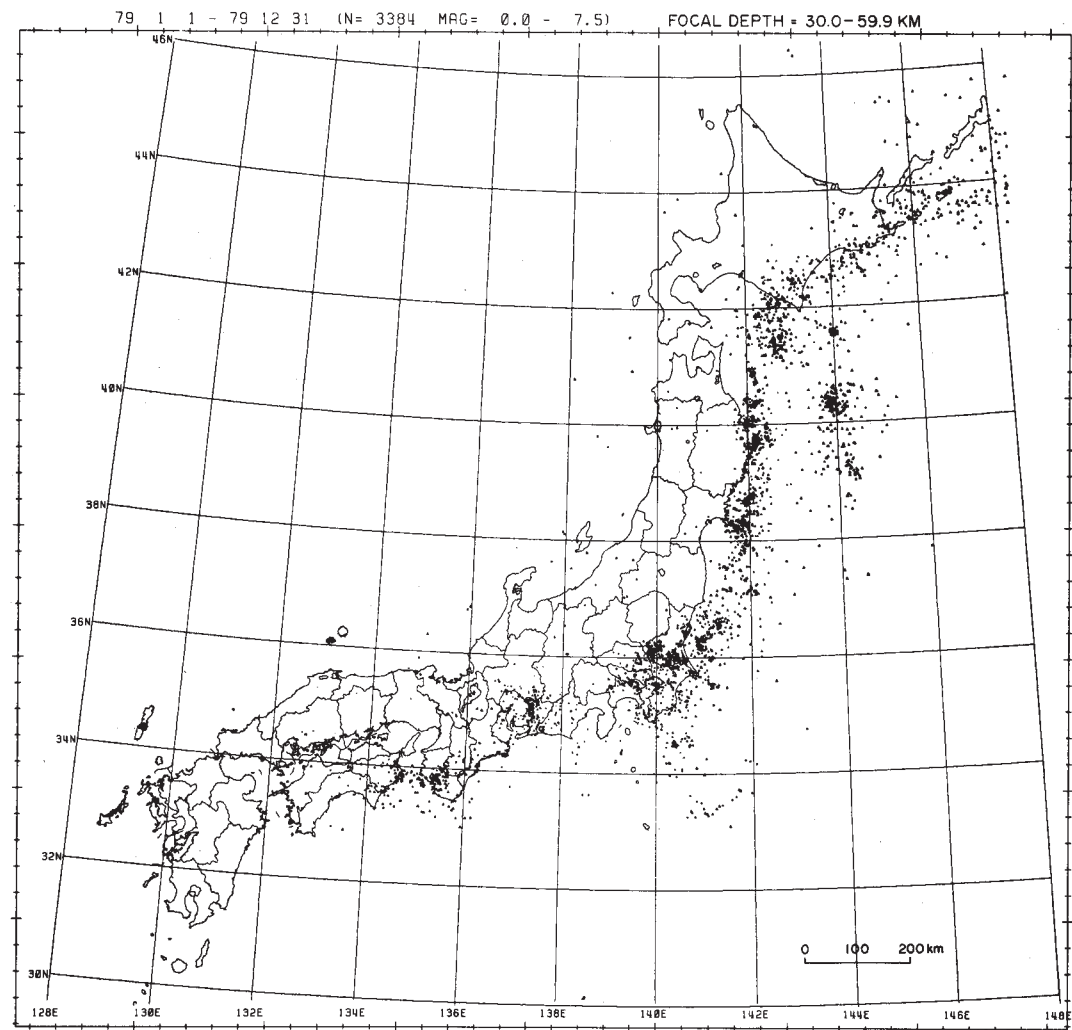 79 1 1 - 79 12 31 (N= 3384 MAG= 0.0 - 7.5) FOCAL DEPTH = 30.0-59.9 KM
46N
44N
42N
40N
38N
36N
34N
32N
30N
0 100 200 km
128E 130E 132E 134E 136E 138E 140E 142E 144E 146E